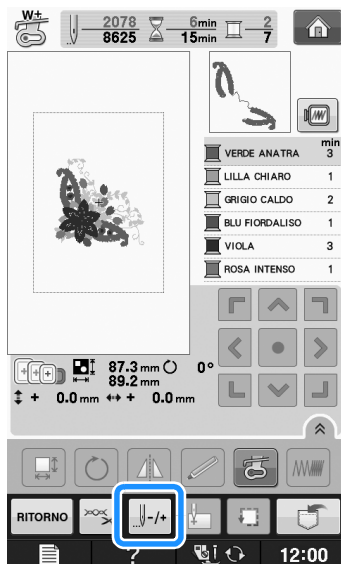 W+
2078 6min 2
8625 15min 7
min
VERDE ANATRA 3
LILLA CHIARO 1
GRIGIO CALDO 2
BLU FIORDALISO 1
VIOLA 3
ROSA INTENSO 1
87.3 mm 0°
89.2 mm
+ 0.0 mm + 0.0 mm
RITORNO -/+
? 12:00